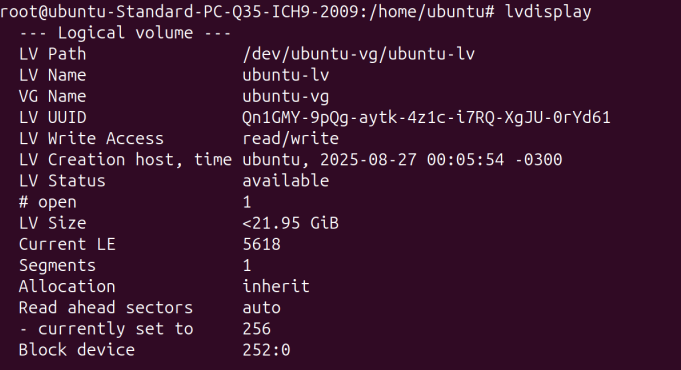 root@ubuntu-Standard-PC-Q35-ICH9-2009:/home/ubuntu# lvdisplay
--- Logical volume ---
LV Path                /dev/ubuntu-vg/ubuntu-lv
LV Name                ubuntu-lv
VG Name                ubuntu-vg
LV UUID                Qn1GMY-9pQg-aytk-4z1c-i7RQ-XgJU-0rYd61
LV Write Access        read/write
LV Creation host, time ubuntu, 2025-08-27 00:05:54 -0300
LV Status              available
# open                 1
LV Size                <21.95 GiB
Current LE             5618
Segments               1
Allocation             inherit
Read ahead sectors     auto
- currently set to     256
Block device           252:0